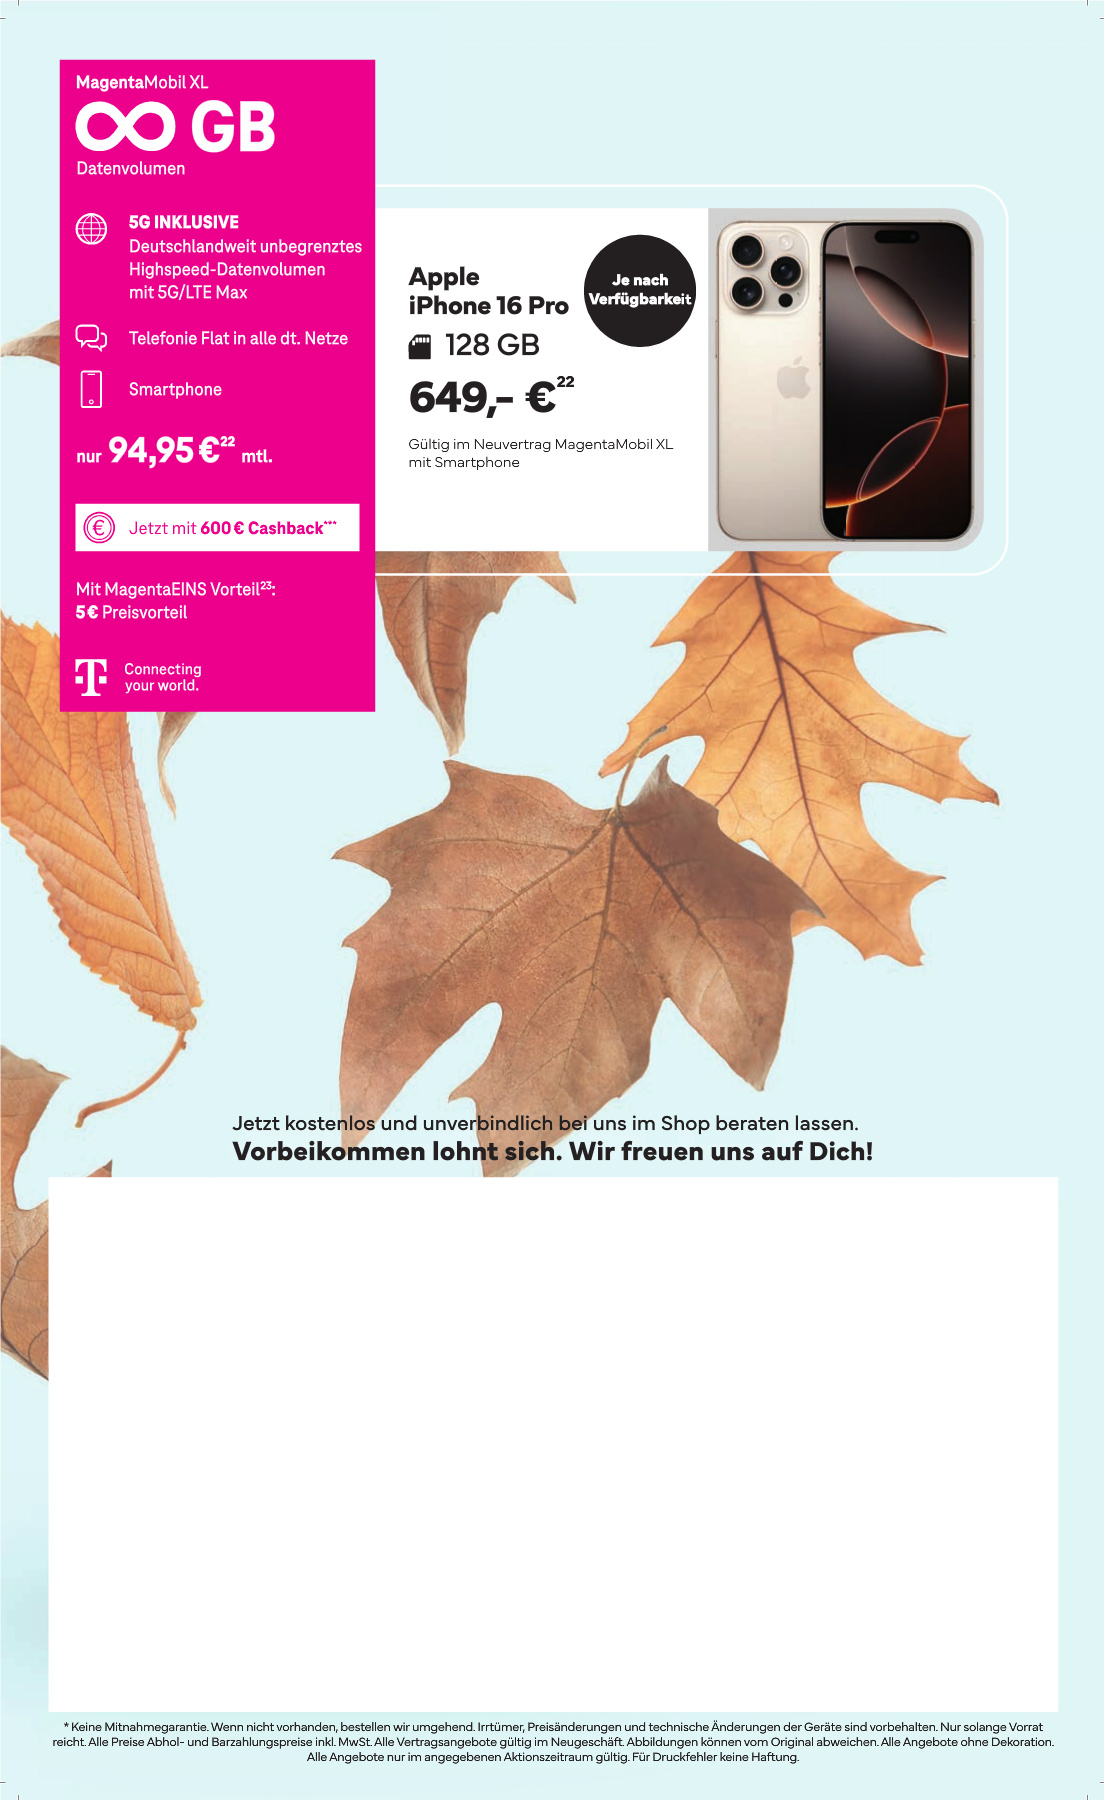 MagentaMobil XL
∞ GB
Datenvolumen
5G INKLUSIVE
Deutschlandweit unbegrenztes
Highspeed-Datenvolumen
mit 5G/LTE Max
Telefonie Flat in alle dt. Netze
Smartphone
nur 94,95 €22 mtl.
€ Jetzt mit 600 € Cashback***
Mit MagentaEINS Vorteil23:
5 € Preisvorteil
T Connecting
your world.
Apple
iPhone 16 Pro
128 GB
649,– €22
Gültig im Neuvertrag MagentaMobil XL
mit Smartphone
Je nach
Verfügbarkeit
Jetzt kostenlos und unverbindlich bei uns im Shop beraten lassen.
Vorbeikommen lohnt sich. Wir freuen uns auf Dich!
* Keine Mitnahmegarantie. Wenn nicht vorhanden, bestellen wir umgehend. Irrtümer, Preisänderungen und technische Änderungen der Geräte sind vorbehalten. Nur solange Vorrat
reicht. Alle Preise Abhol- und Barzahlungspreise inkl. MwSt. Alle Vertragsangebote gültig im Neugeschäft. Abbildungen können vom Original abweichen. Alle Angebote ohne Dekoration.
Alle Angebote nur im angegebenen Aktionszeitraum gültig. Für Druckfehler keine Haftung.